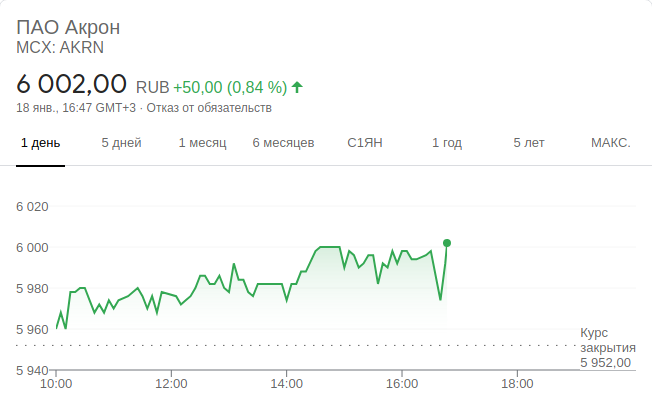 ПАО Акрон
MCX: AKRN
6 002,00 RUB +50,00 (0,84 %)
18 янв., 16:47 GMT+3 · Отказ от обязательств
1 день 5 дней 1 месяц 6 месяцев С1ЯН 1 год 5 лет МАКС.
6 020
6 000
5 980
5 960
Курс
закрытия
5 952,00
5 940
10:00 12:00 14:00 16:00 18:00